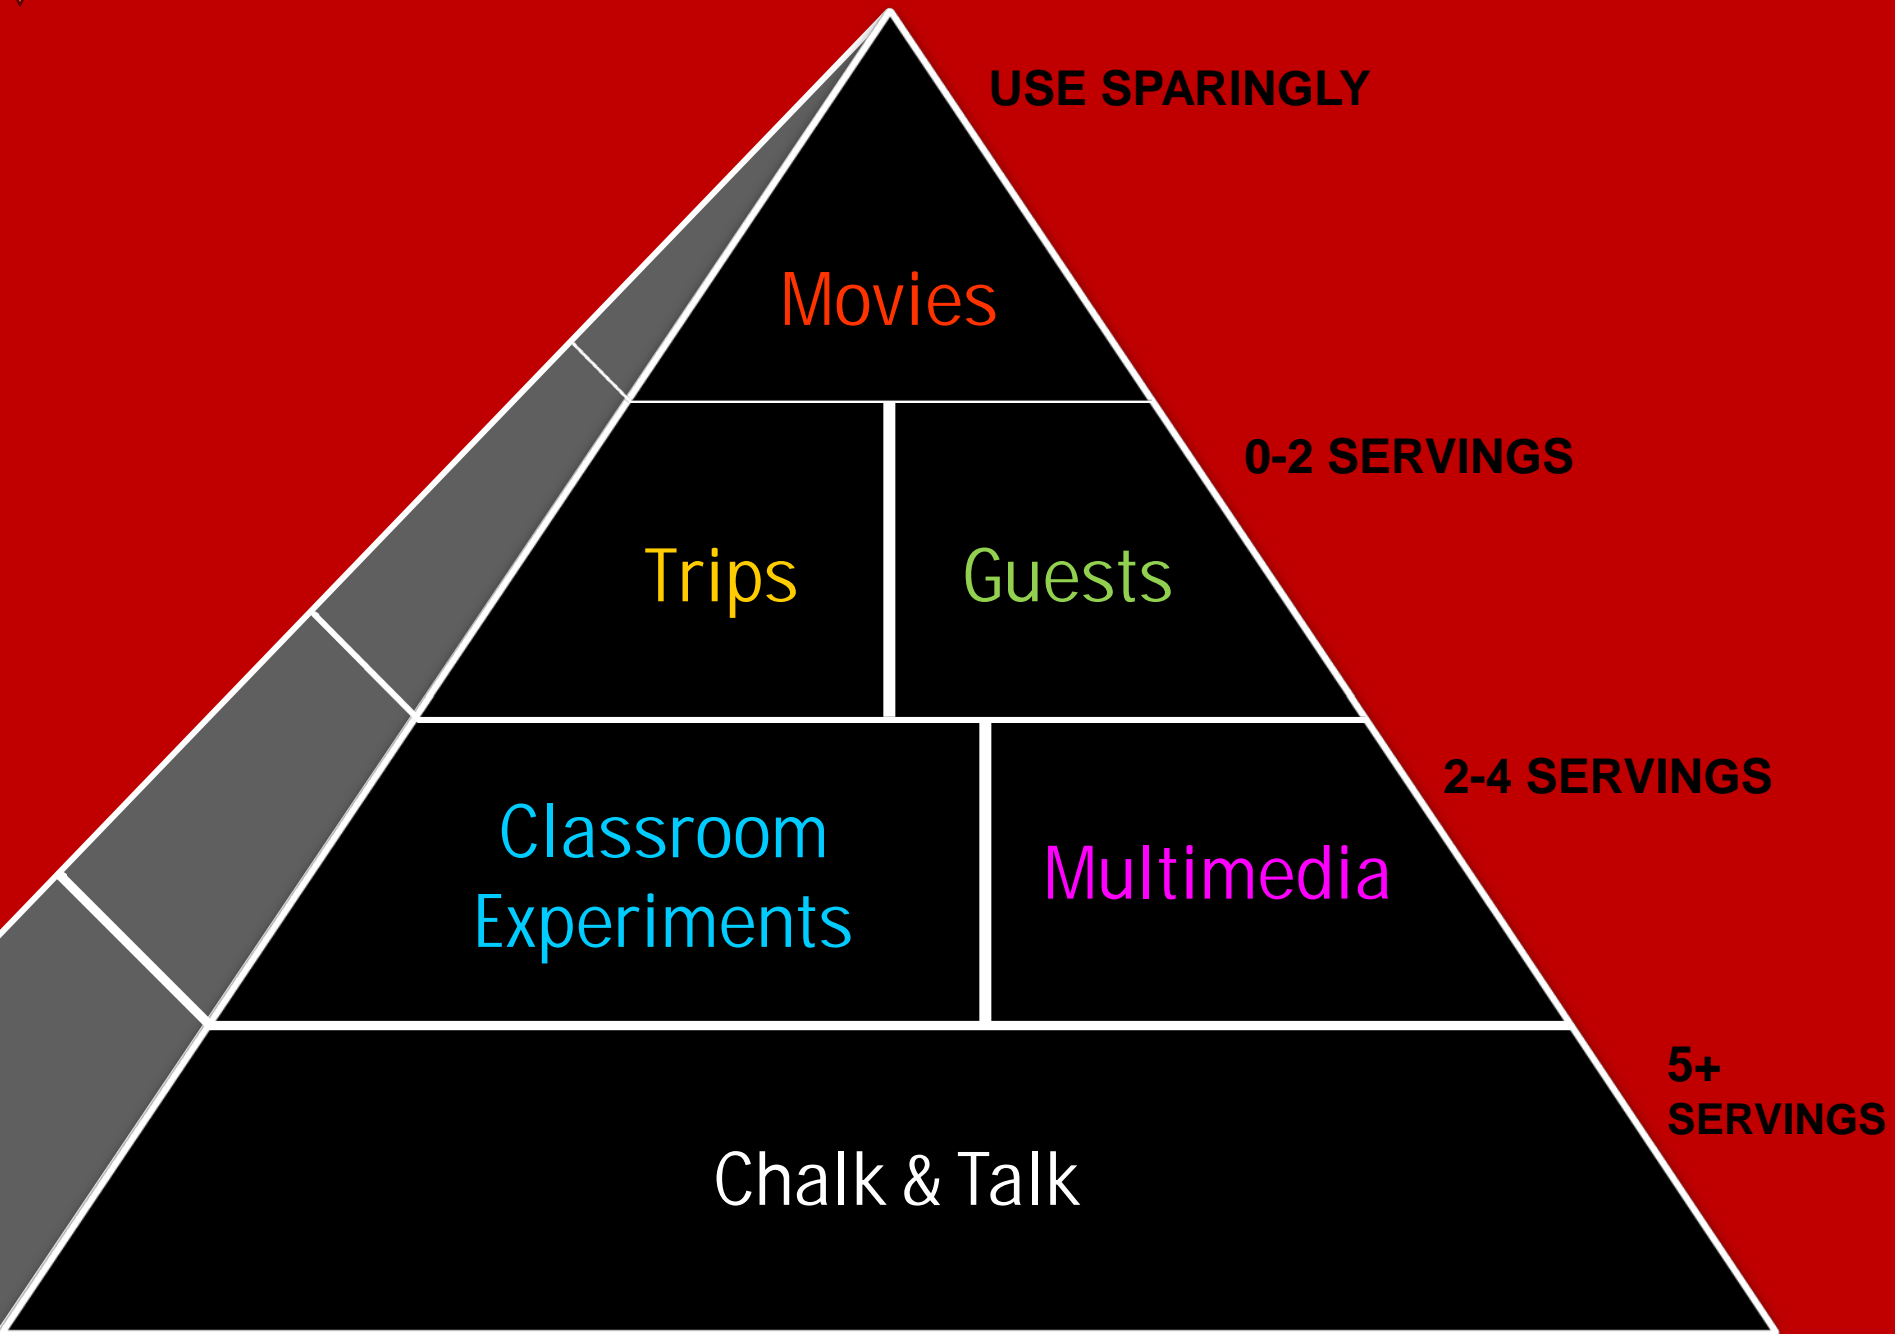 USE SPARINGLY
Movies
0-2 SERVINGS
Trips
Guests
2-4 SERVINGS
Classroom
Experiments
Multimedia
5+
SERVINGS
Chalk & Talk